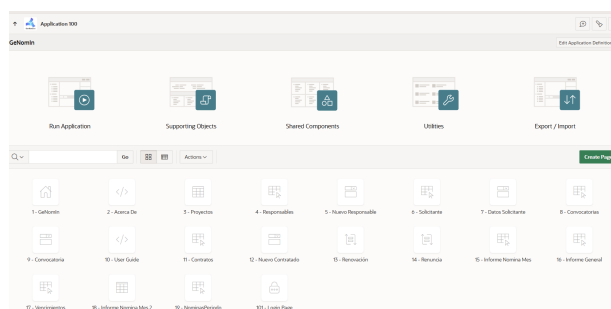 Application 100
GeNomIn
Edit Application Definition
Run Application
Supporting Objects
Shared Components
Utilities
Export / Import
Go
Actions
Create Page
1 - GeNomIn
2 - Acerca De
3 - Proyectos
4 - Responsables
5 - Nuevo Responsable
6 - Solicitante
7 - Datos Solicitante
8 - Convocatorias
9 - Convocatoria
10 - User Guide
11 - Contratos
12 - Nuevo Contratado
13 - Renovación
14 - Renuncia
15 - Informe Nomina Mes
16 - Informe General
17 - Vencimientos
18 - Informe Nomina Mes 2
19 - NominasPeriodo
101 - Login Page